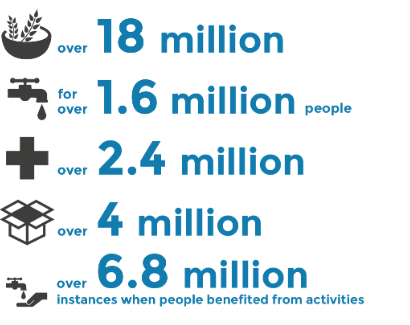 over 18 million
for over 1.6 million people
over 2.4 million
over 4 million
over 6.8 million
instances when people benefited from activities